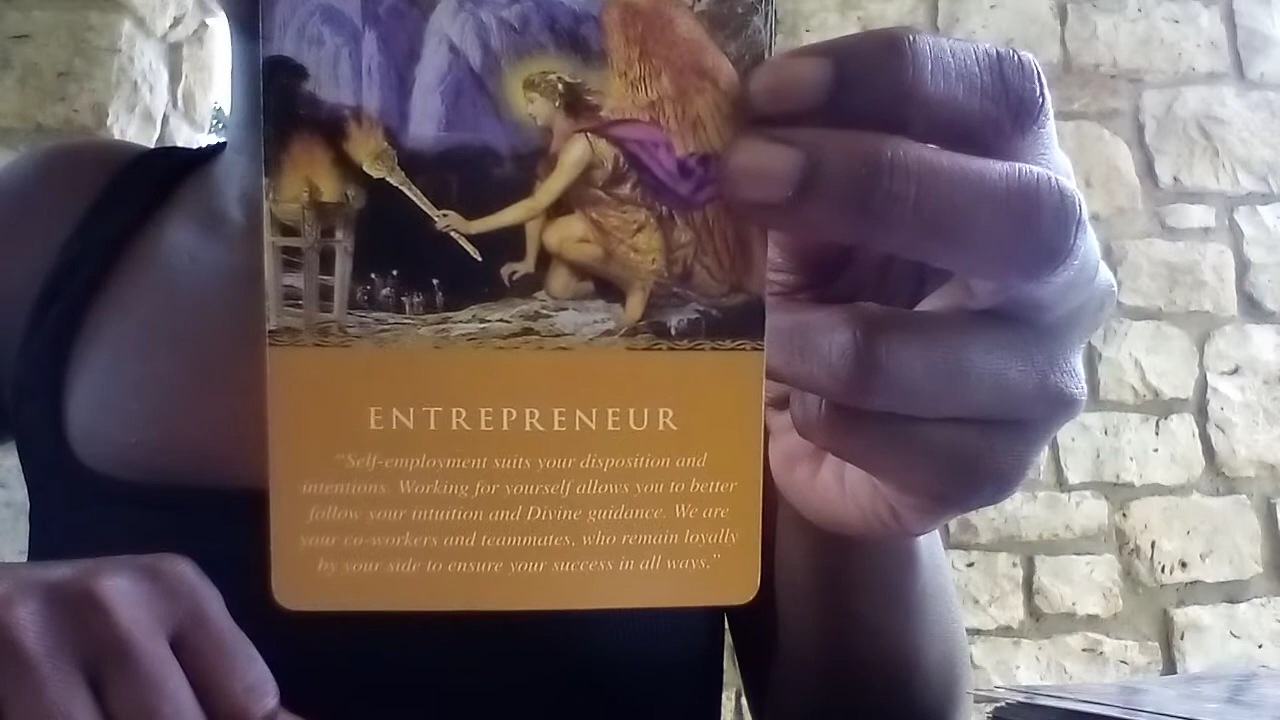 ENTREPRENEUR
"Self-employment suits your disposition and
intentions. Working for yourself allows you to better
follow your intuition and Divine guidance. We are
your co-workers and teammates, who remain loyally
by your side to ensure your success in all ways."